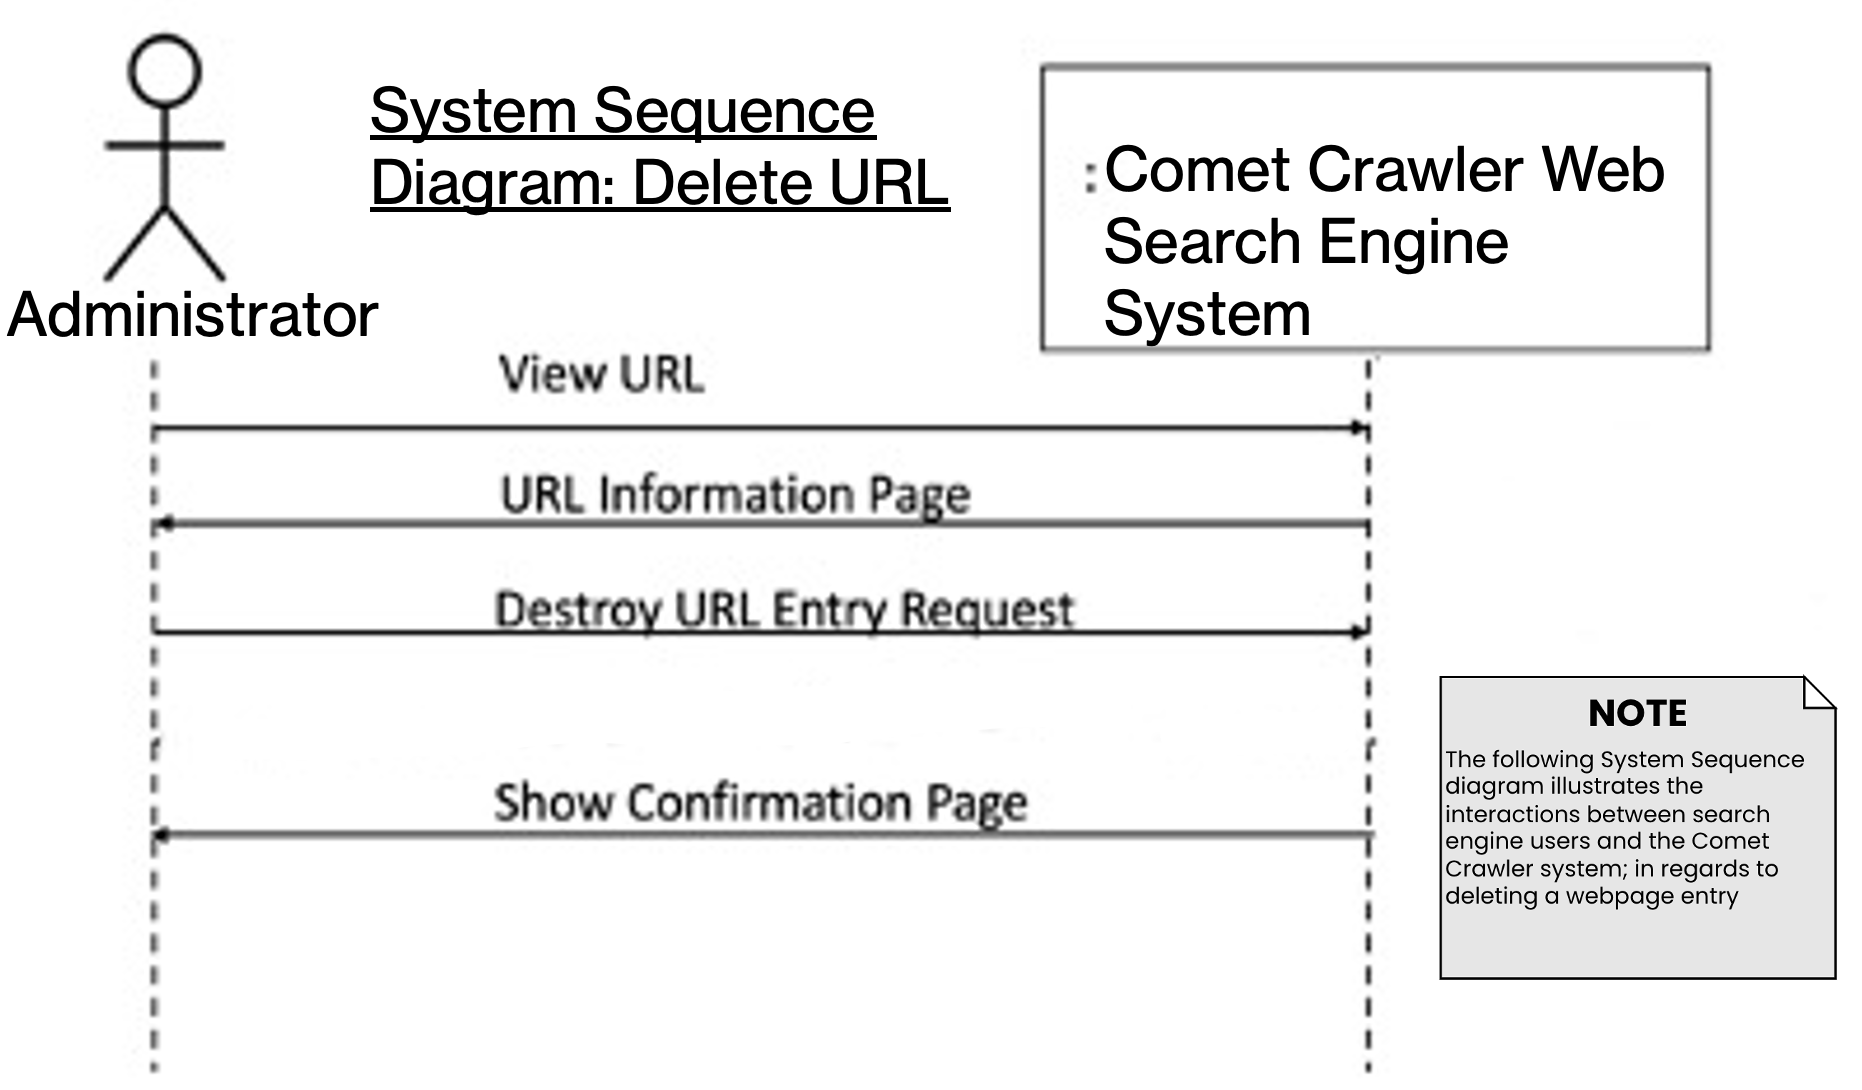 System Sequence
Diagram: Delete URL
:Comet Crawler Web
Search Engine
System
Administrator
View URL
URL Information Page
Destroy URL Entry Request
Show Confirmation Page
NOTE
The following System Sequence
diagram illustrates the
interactions between search
engine users and the Comet
Crawler system; in regards to
deleting a webpage entry